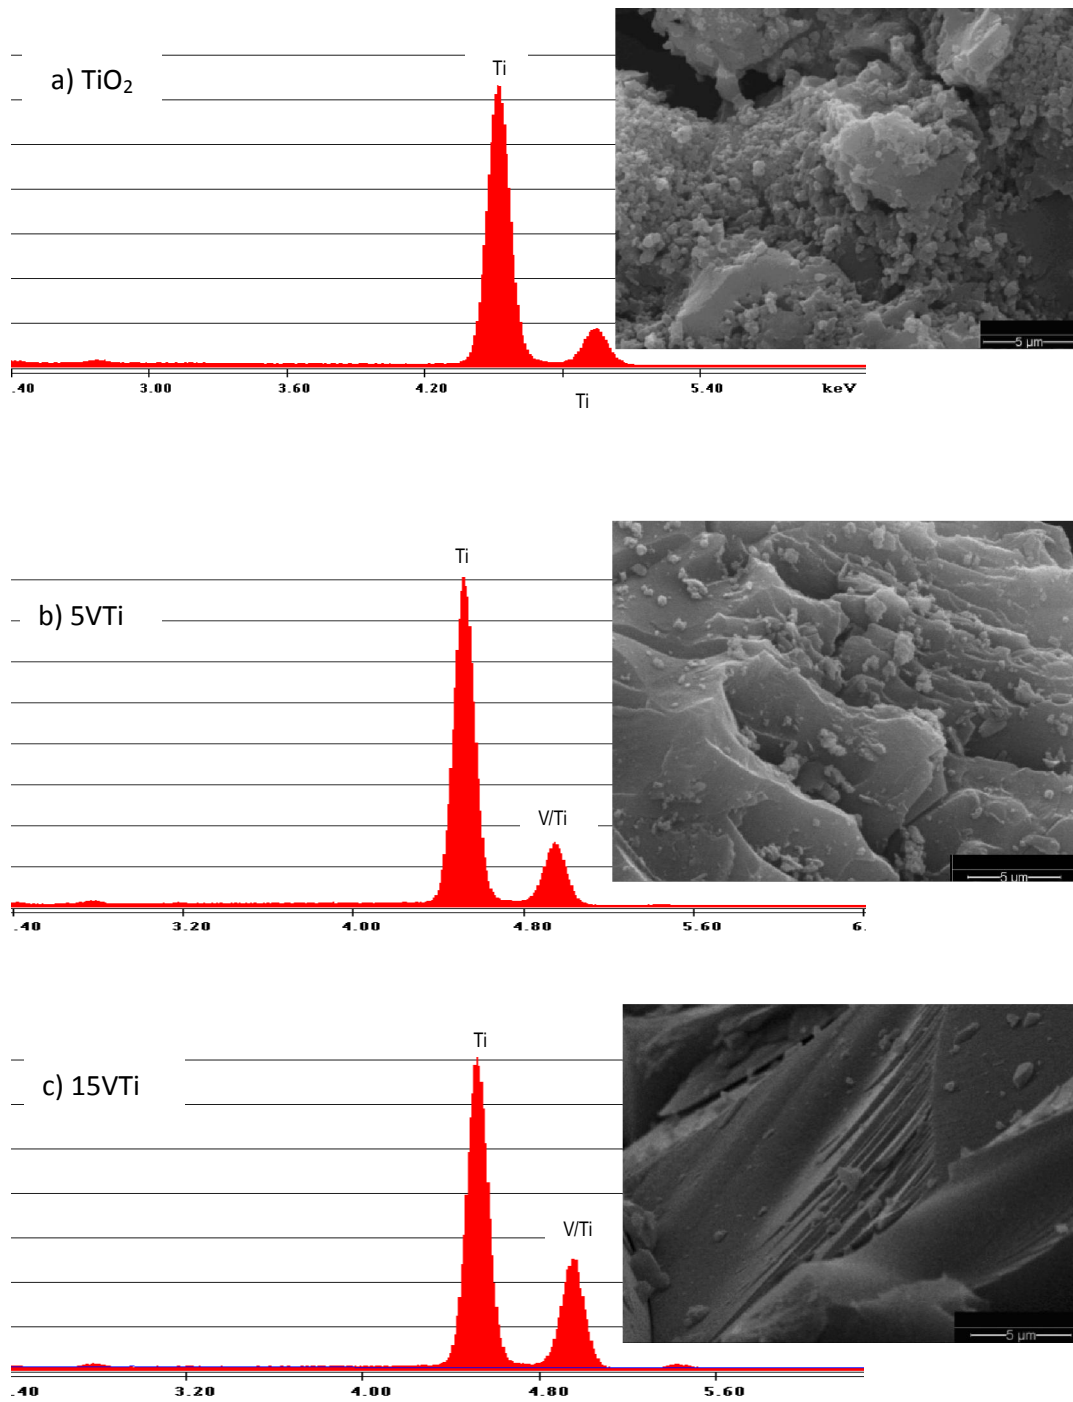 a) TiO₂
Ti
5 µm
.40 3.00 3.60 4.20 5.40 keV
Ti
b) 5VTi
Ti
V/Ti
5 µm
.40 3.20 4.00 4.80 5.60 6.
c) 15VTi
Ti
V/Ti
5 µm
.40 3.20 4.00 4.80 5.60